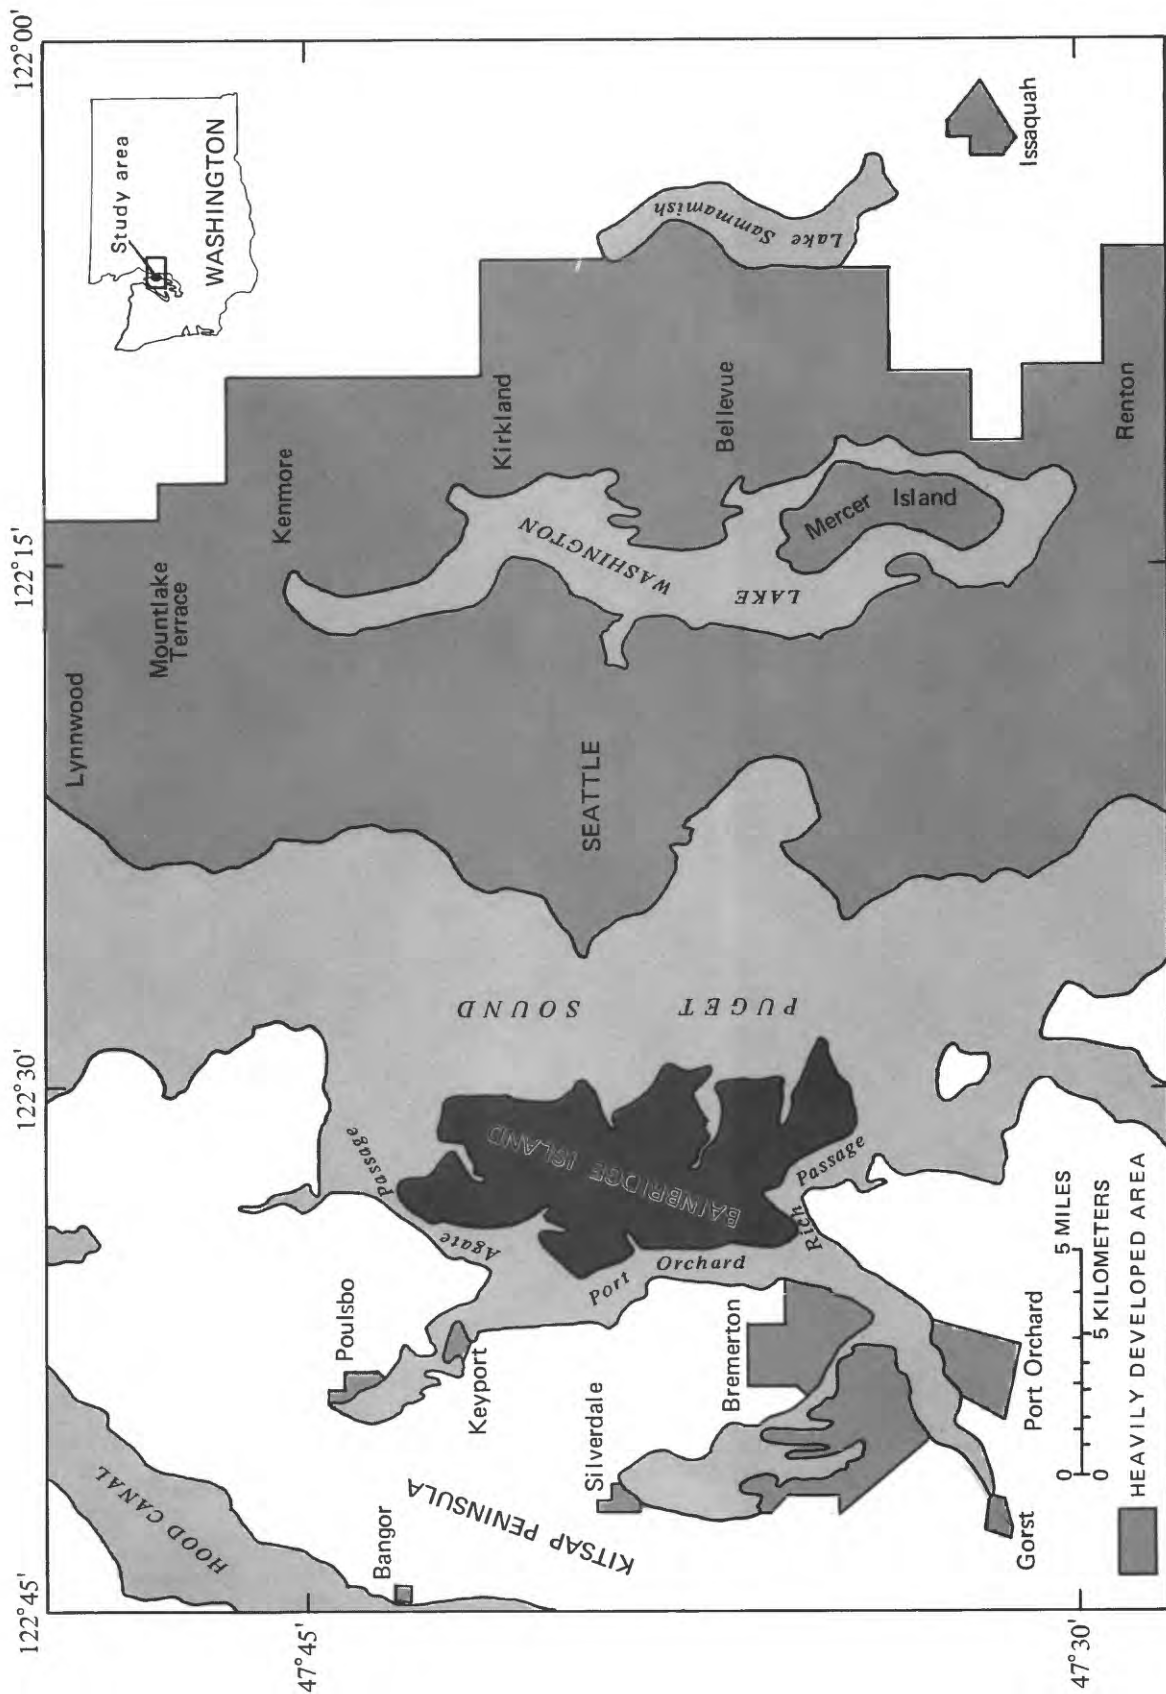 122°45'
122°30'
122°15'
122°00'
47°45'
47°30'
Study area
WASHINGTON
Lynnwood
Mountlake
Terrace
Kenmore
Kirkland
Bellevue
Renton
Issaquah
Lake Sammamish
LAKE WASHINGTON
Mercer Island
SEATTLE
PUGET SOUND
BAINBRIDGE ISLAND
Agate Passage
Port Orchard
Rich Passage
HOOD CANAL
Bangor
KITSAP PENINSULA
Poulsbo
Keyport
Silverdale
Bremerton
Port Orchard
Gorst
0 5 MILES
0 5 KILOMETERS
HEAVILY DEVELOPED AREA